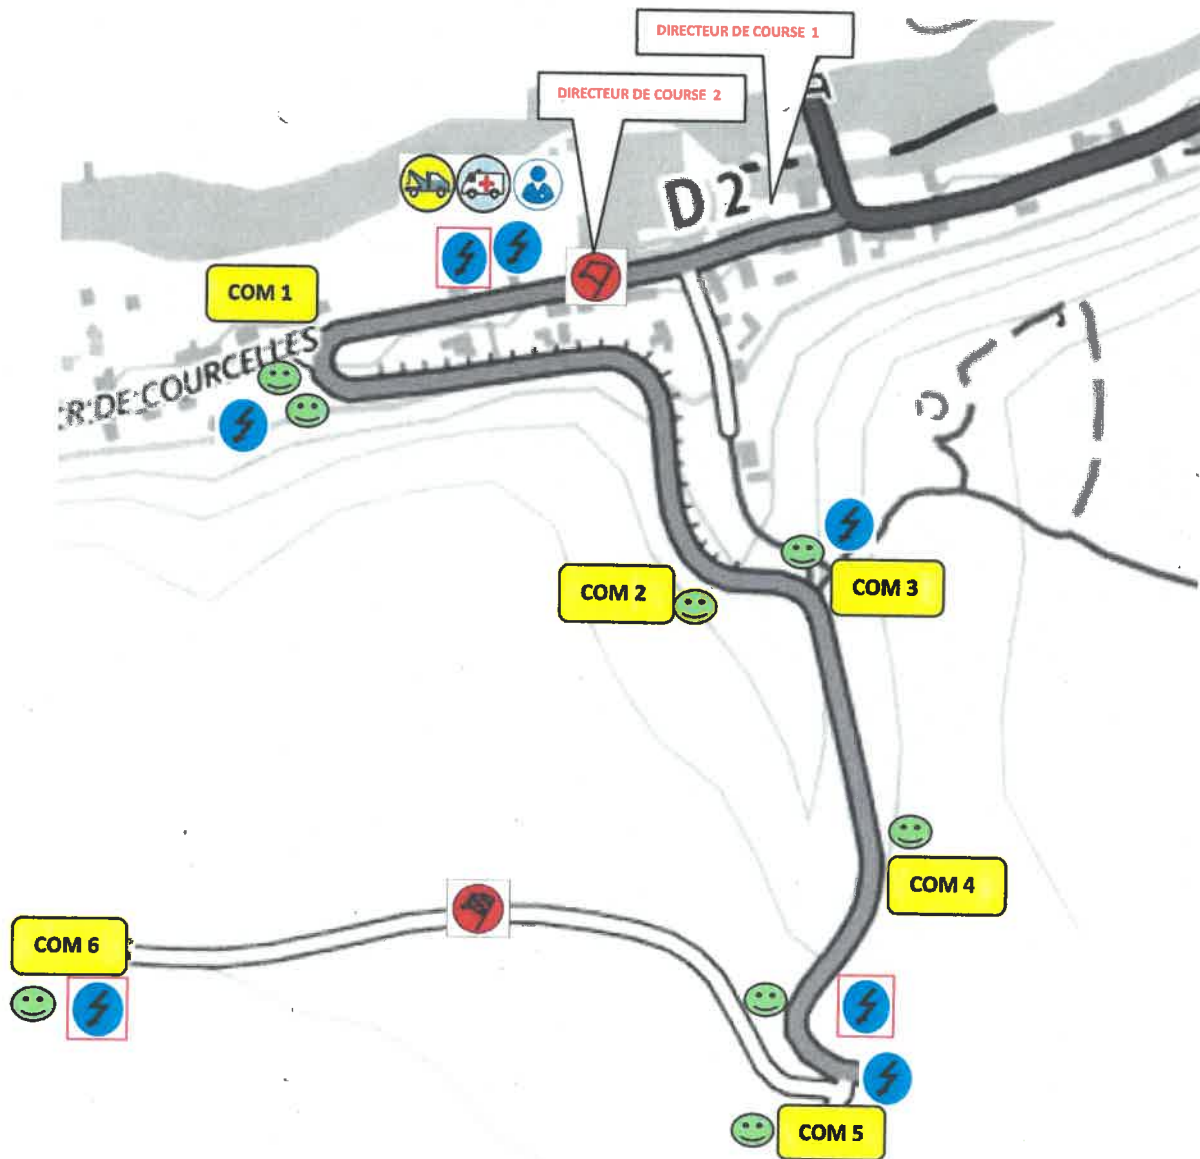 DIRECTEUR DE COURSE 1
DIRECTEUR DE COURSE 2
D 2
COM 1
R DE COURCELLES
COM 2
COM 3
COM 4
COM 6
COM 5